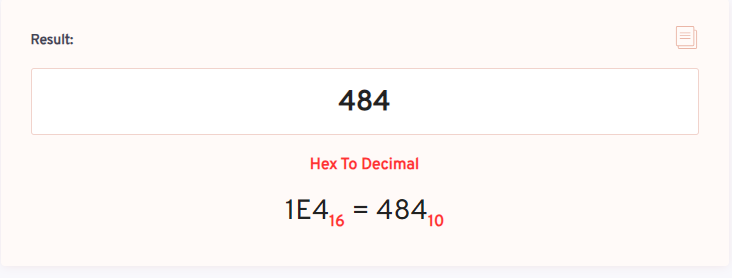 Result:
484
Hex To Decimal
1E4₁₆ = 484₁₀